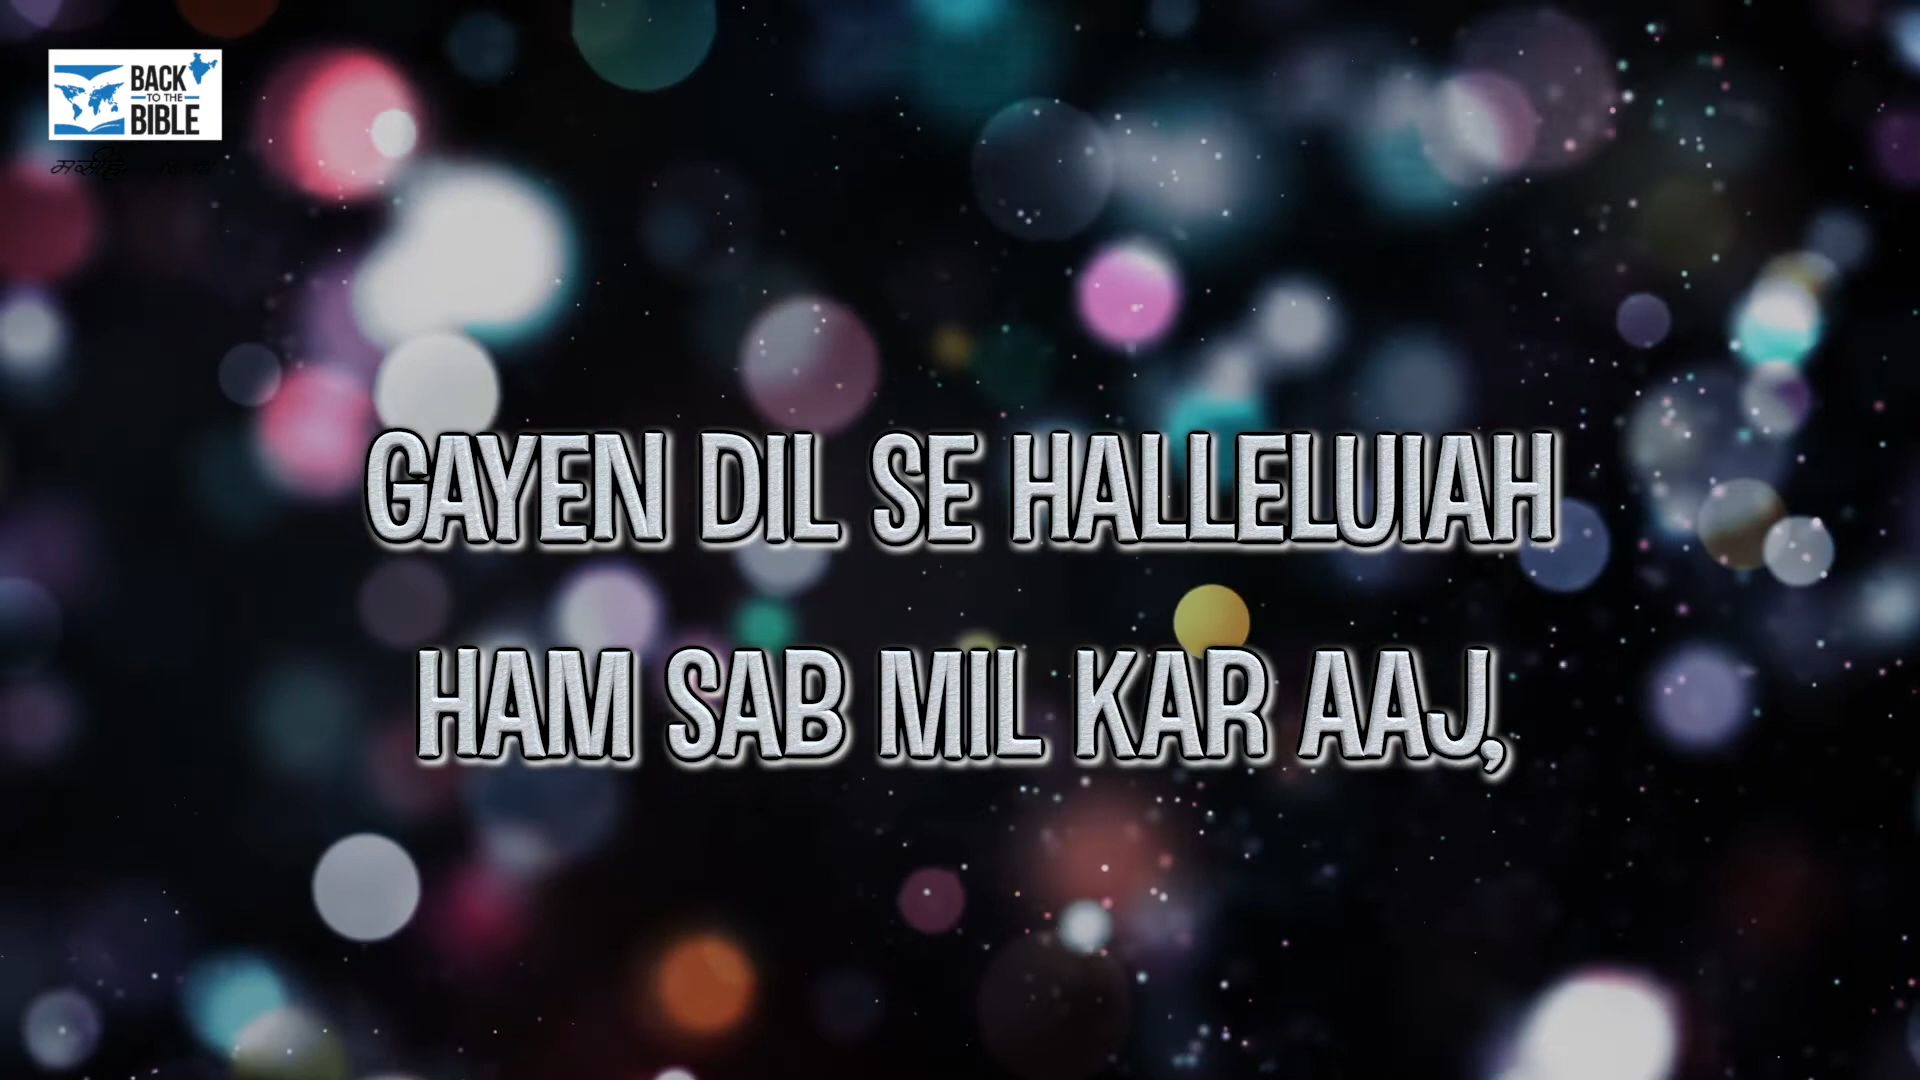 BACK
TO THE
BIBLE
GAYEN DIL SE HALLELUIAH
HAM SAB MIL KAR AAJ,